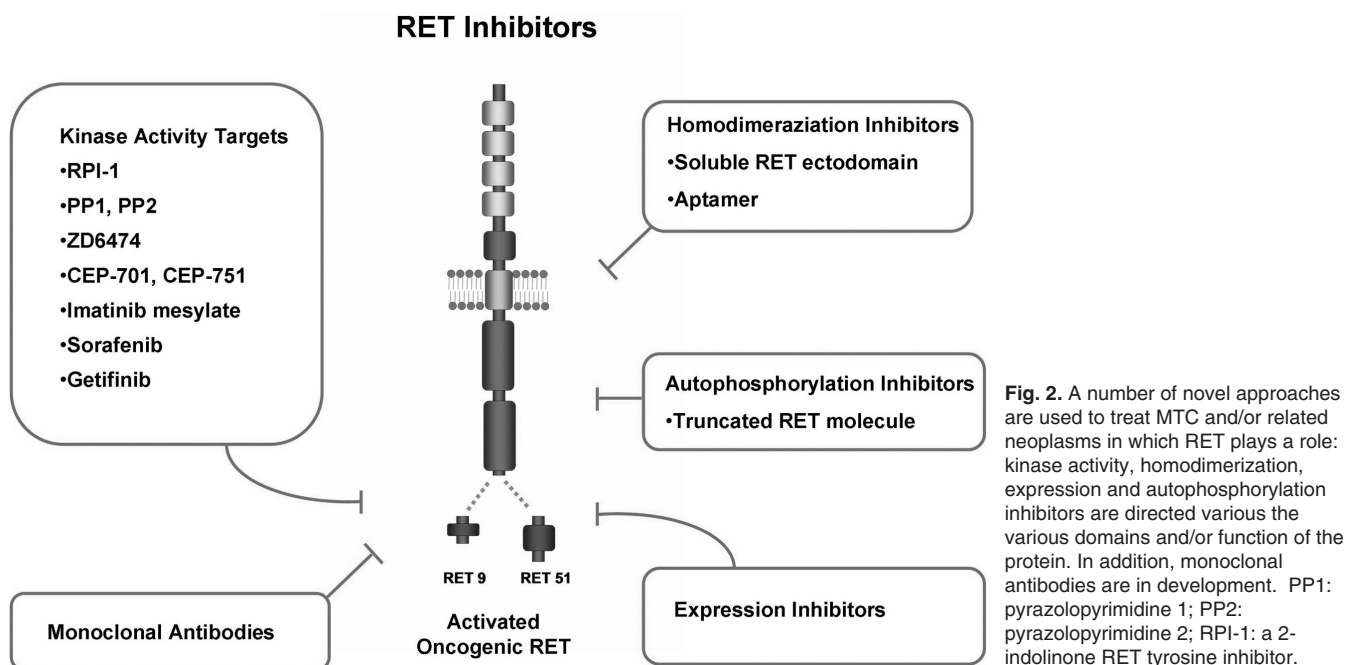 RET Inhibitors
Kinase Activity Targets
•RPI-1
•PP1, PP2
•ZD6474
•CEP-701, CEP-751
•Imatinib mesylate
•Sorafenib
•Getifinib
Monoclonal Antibodies
RET 9
RET 51
Activated
Oncogenic RET
Homodimeraziation Inhibitors
•Soluble RET ectodomain
•Aptamer
Autophosphorylation Inhibitors
•Truncated RET molecule
Expression Inhibitors
Fig. 2. A number of novel approaches
are used to treat MTC and/or related
neoplasms in which RET plays a role:
kinase activity, homodimerization,
expression and autophosphorylation
inhibitors are directed various the
various domains and/or function of the
protein. In addition, monoclonal
antibodies are in development. PP1:
pyrazolopyrimidine 1; PP2:
pyrazolopyrimidine 2; RPI-1: a 2-
indolinone RET tyrosine inhibitor.